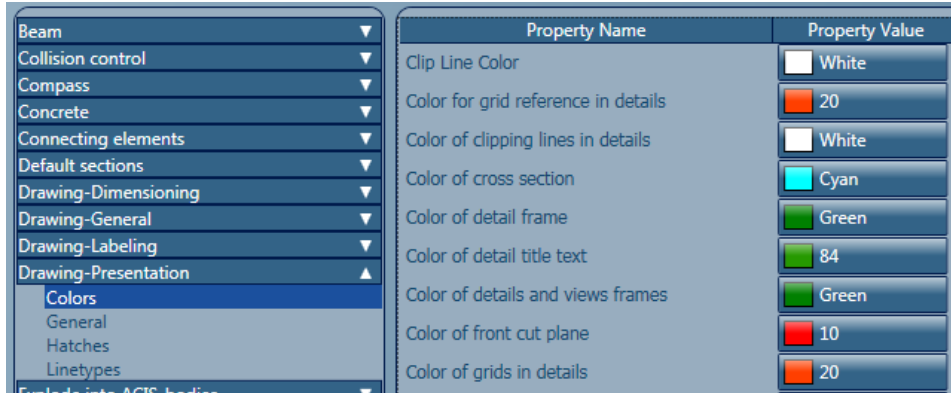 Beam
Collision control
Compass
Concrete
Connecting elements
Default sections
Drawing-Dimensioning
Drawing-General
Drawing-Labeling
Drawing-Presentation
Colors
General
Hatches
Linetypes
Explode into ACIS-bodies
Property Name Property Value
Clip Line Color White
Color for grid reference in details 20
Color of clipping lines in details White
Color of cross section Cyan
Color of detail frame Green
Color of detail title text 84
Color of details and views frames Green
Color of front cut plane 10
Color of grids in details 20